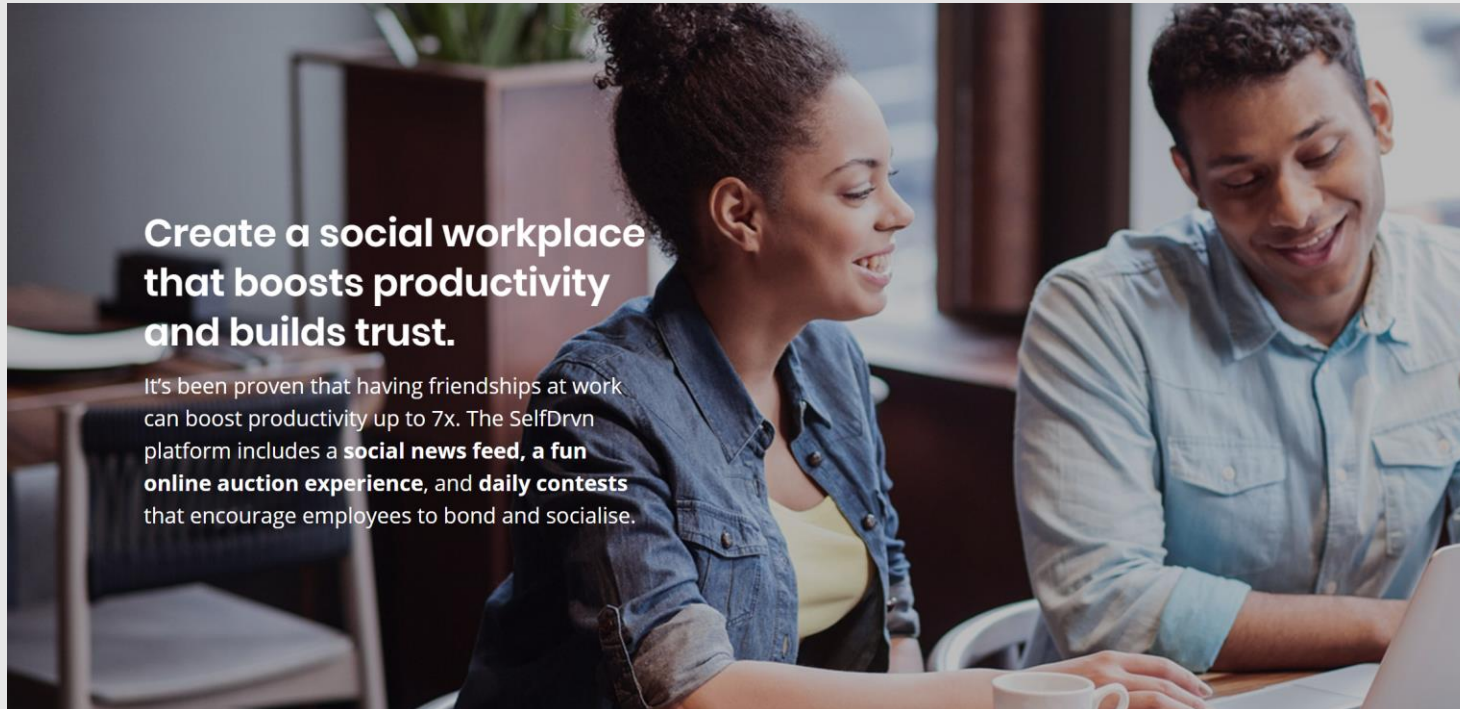 Create a social workplace
that boosts productivity
and builds trust.
It's been proven that having friendships at work
can boost productivity up to 7x. The SelfDrvn
platform includes a social news feed, a fun
online auction experience, and daily contests
that encourage employees to bond and socialise.